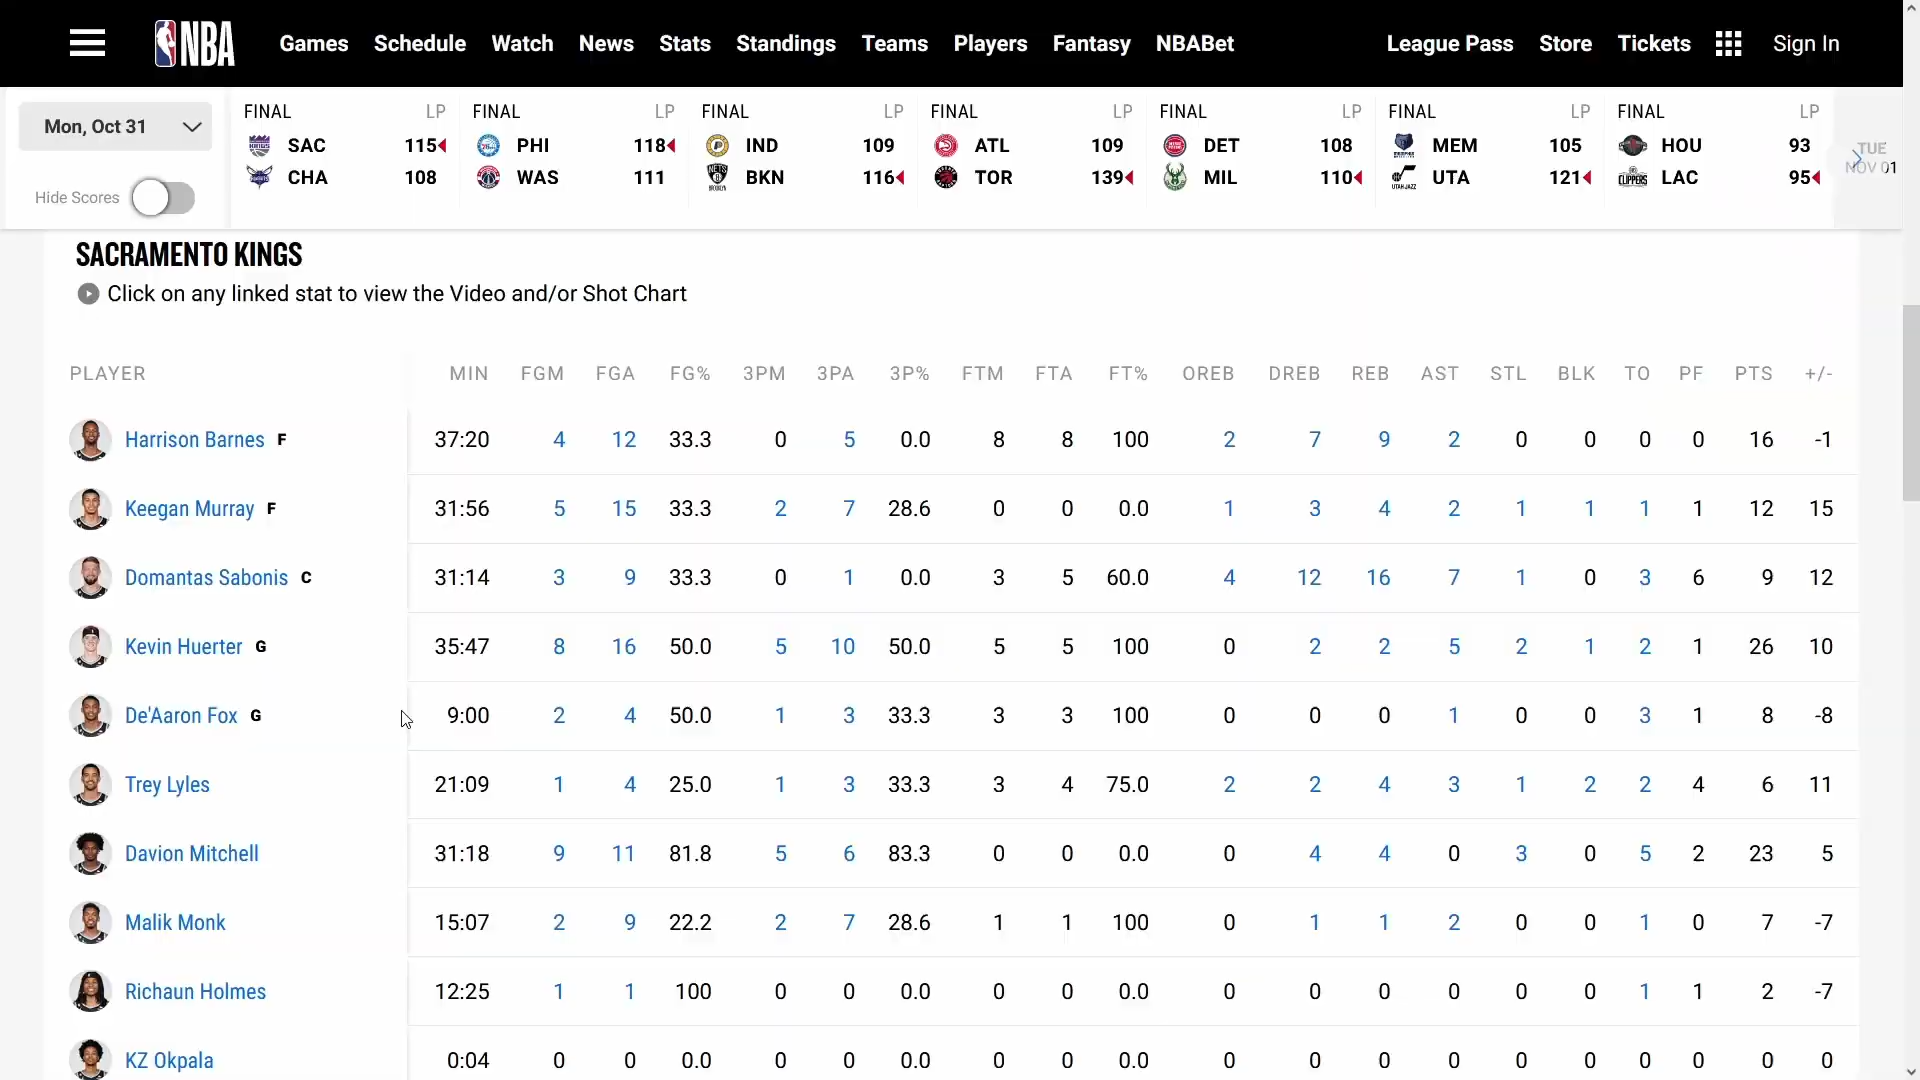 NBA Games Schedule Watch News Stats Standings Teams Players Fantasy NBABet League Pass Store Tickets Sign In
Mon, Oct 31
Hide Scores
FINAL LP
SAC 115
CHA 108
FINAL LP
PHI 118
WAS 111
FINAL LP
IND 109
BKN 116
FINAL LP
ATL 109
TOR 139
FINAL LP
DET 108
MIL 110
FINAL LP
MEM 105
UTA 121
FINAL LP
HOU 93
LAC 95
TUE
NOV 01
SACRAMENTO KINGS
Click on any linked stat to view the Video and/or Shot Chart
PLAYER MIN FGM FGA FG% 3PM 3PA 3P% FTM FTA FT% OREB DREB REB AST STL BLK TO PF PTS +/-
Harrison Barnes F 37:20 4 12 33.3 0 5 0.0 8 8 100 2 7 9 2 0 0 0 0 16 -1
Keegan Murray F 31:56 5 15 33.3 2 7 28.6 0 0 0.0 1 3 4 2 1 1 1 1 12 15
Domantas Sabonis C 31:14 3 9 33.3 0 1 0.0 3 5 60.0 4 12 16 7 1 0 3 6 9 12
Kevin Huerter G 35:47 8 16 50.0 5 10 50.0 5 5 100 0 2 2 5 2 1 2 1 26 10
De'Aaron Fox G 9:00 2 4 50.0 1 3 33.3 3 3 100 0 0 0 1 0 0 3 1 8 -8
Trey Lyles 21:09 1 4 25.0 1 3 33.3 3 4 75.0 2 2 4 3 1 2 2 4 6 11
Davion Mitchell 31:18 9 11 81.8 5 6 83.3 0 0 0.0 0 4 4 0 3 0 5 2 23 5
Malik Monk 15:07 2 9 22.2 2 7 28.6 1 1 100 0 1 1 2 0 0 1 0 7 -7
Richaun Holmes 12:25 1 1 100 0 0 0.0 0 0 0.0 0 0 0 0 0 0 1 1 2 -7
KZ Okpala 0:04 0 0 0.0 0 0 0.0 0 0 0.0 0 0 0 0 0 0 0 0 0 0